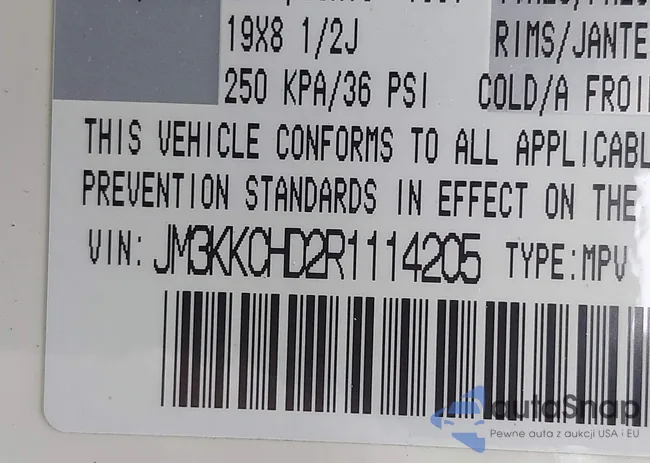 19X8 1/2J RIMS/JANTE
250 KPA/36 PSI COLD/A FROI
THIS VEHICLE CONFORMS TO ALL APPLICABL
PREVENTION STANDARDS IN EFFECT ON THE
VIN: JM3KKCHD2R1114205 TYPE:MPV
autaSnap
Pewne auta z aukcji USA i EU